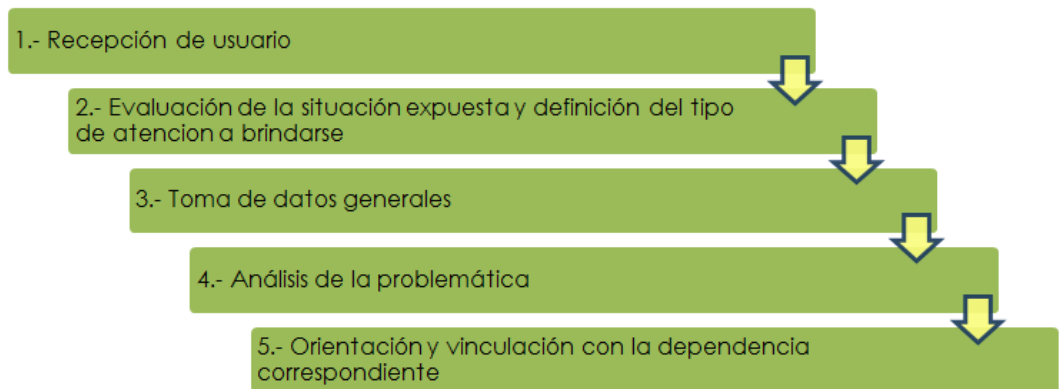 1.- Recepción de usuario
2.- Evaluación de la situación expuesta y definición del tipo
de atencion a brindarse
3.- Toma de datos generales
4.- Análisis de la problemática
5.- Orientación y vinculación con la dependencia
correspondiente